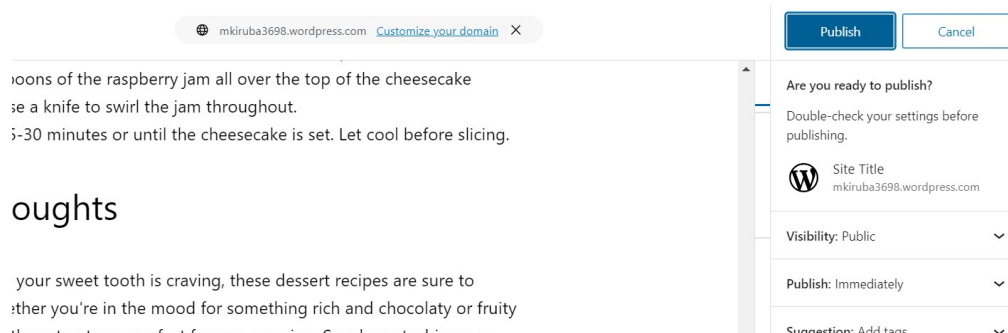 mkiruba3698.wordpress.com Customize your domain
Publish
Cancel
of the raspberry jam all over the top of the cheesecake
a knife to swirl the jam throughout.
-30 minutes or until the cheesecake is set. Let cool before slicing.
oughts
your sweet tooth is craving, these dessert recipes are sure to
you're in the mood for something rich and chocolaty or fruity
Are you ready to publish?
Double-check your settings before
publishing.
Site Title
mkiruba3698.wordpress.com
Visibility: Public
Publish: Immediately
Suggestion: Add tags